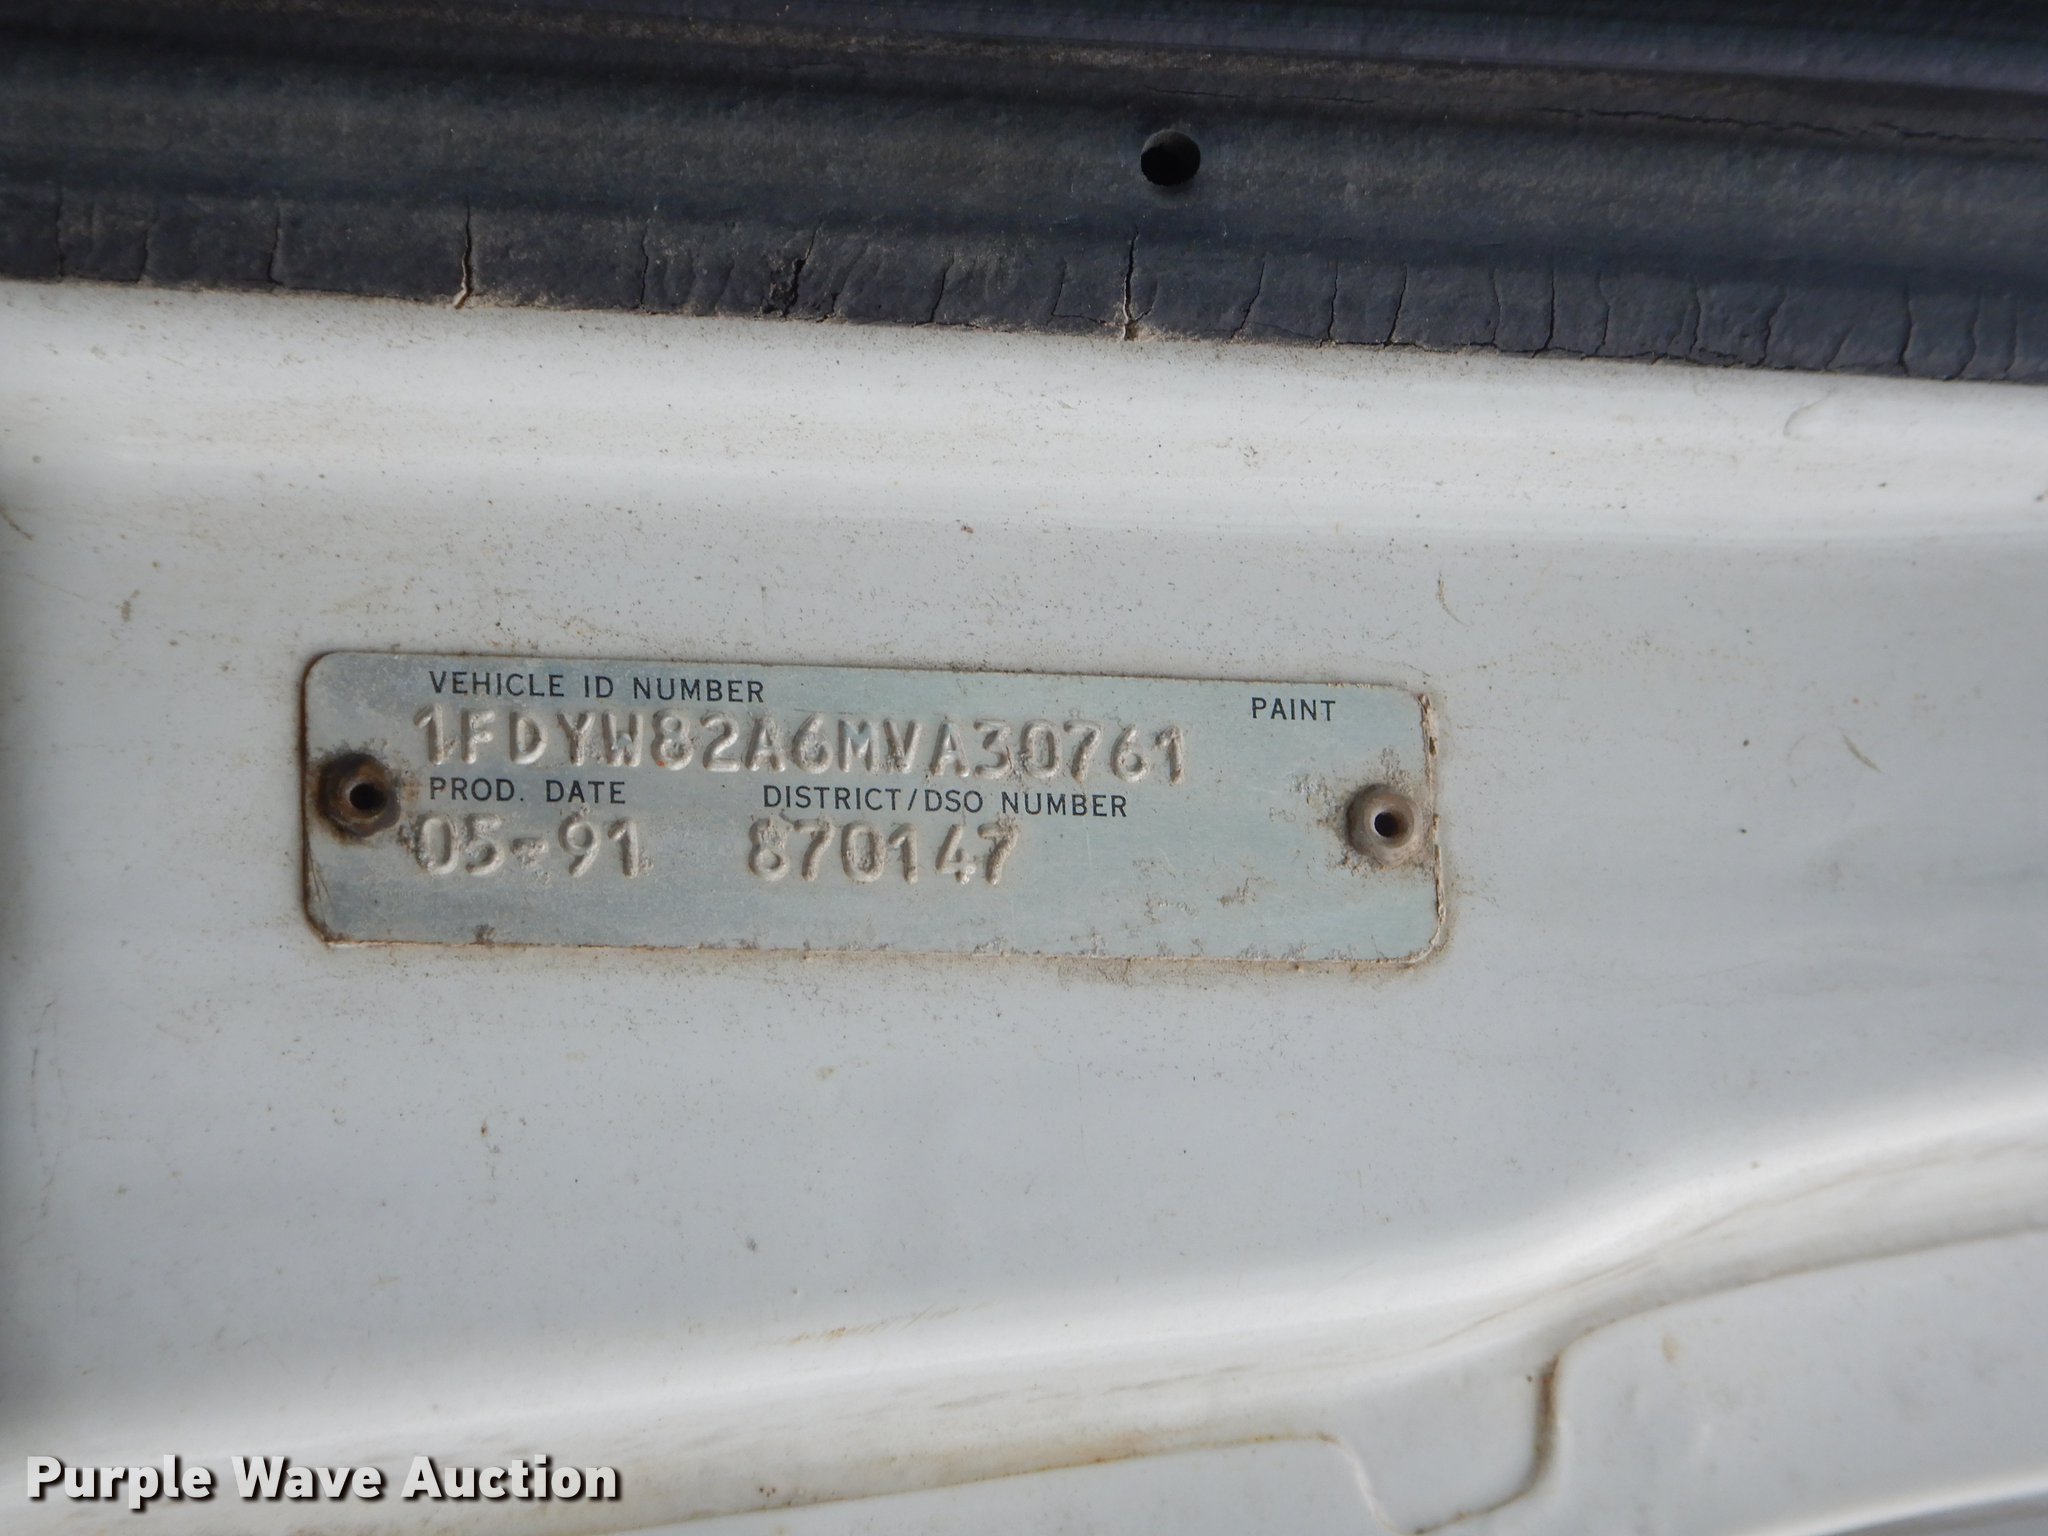 VEHICLE ID NUMBER
PAINT
1FDYW82A6MVA30761
PROD. DATE DISTRICT/DSO NUMBER
05-91 870147
Purple Wave Auction